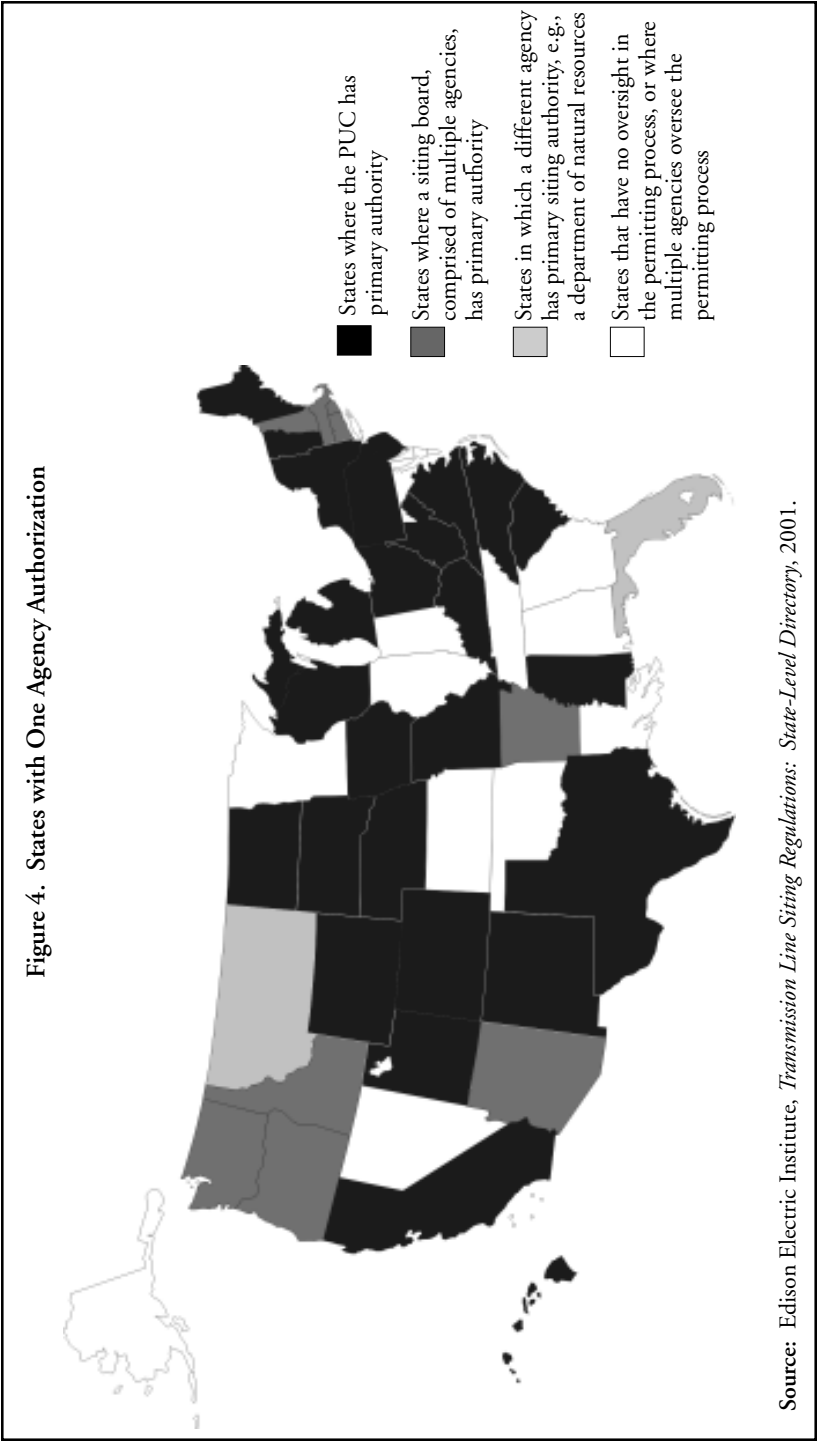 Figure 4. States with One Agency Authorization
States where the PUC has
primary authority
States where a siting board,
comprised of multiple agencies,
has primary authority
States in which a different agency
has primary siting authority, e.g.,
a department of natural resources
States that have no oversight in
the permitting process, or where
multiple agencies oversee the
permitting process
Source: Edison Electric Institute, Transmission Line Siting Regulations: State-Level Directory, 2001.